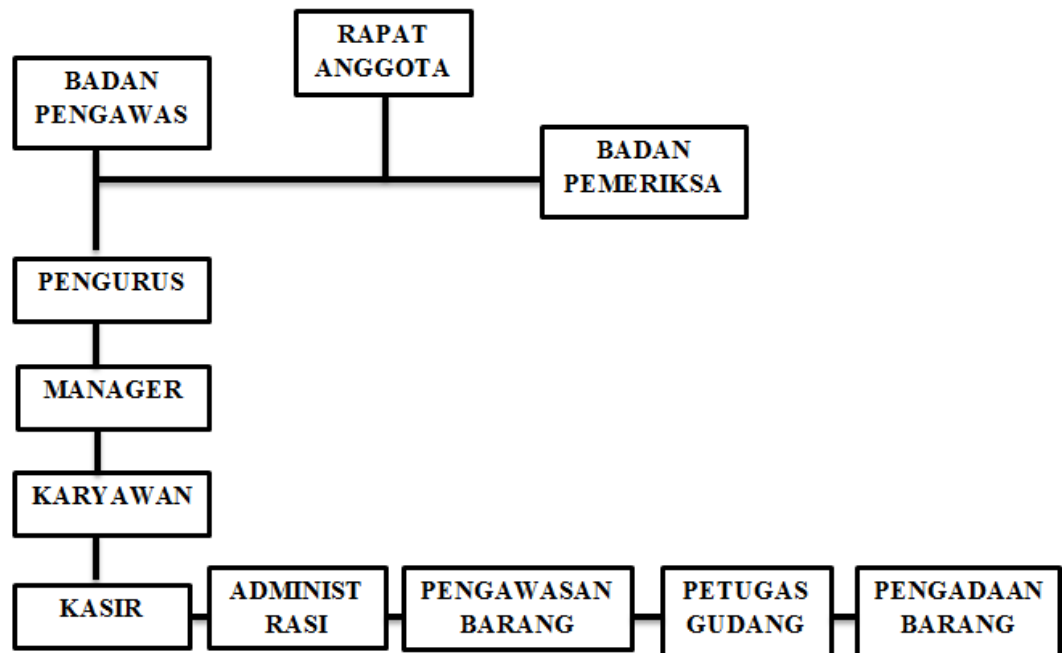 RAPAT
ANGGOTA
BADAN
PENGAWAS
BADAN
PEMERIKSA
PENGURUS
MANAGER
KARYAWAN
KASIR
ADMINIST
RASI
PENGAWASAN
BARANG
PETUGAS
GUDANG
PENGADAAN
BARANG